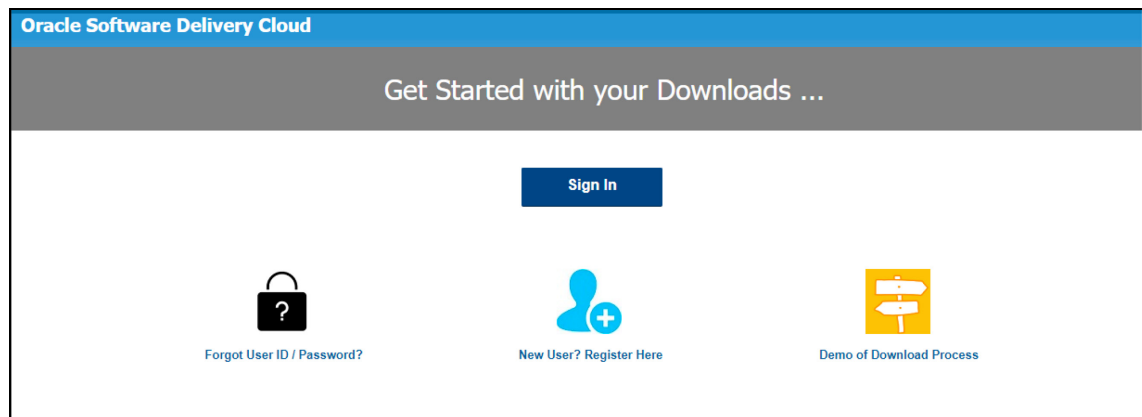 Oracle Software Delivery Cloud
Get Started with your Downloads ...
Sign In
?
Forgot User ID / Password?
New User? Register Here
Demo of Download Process